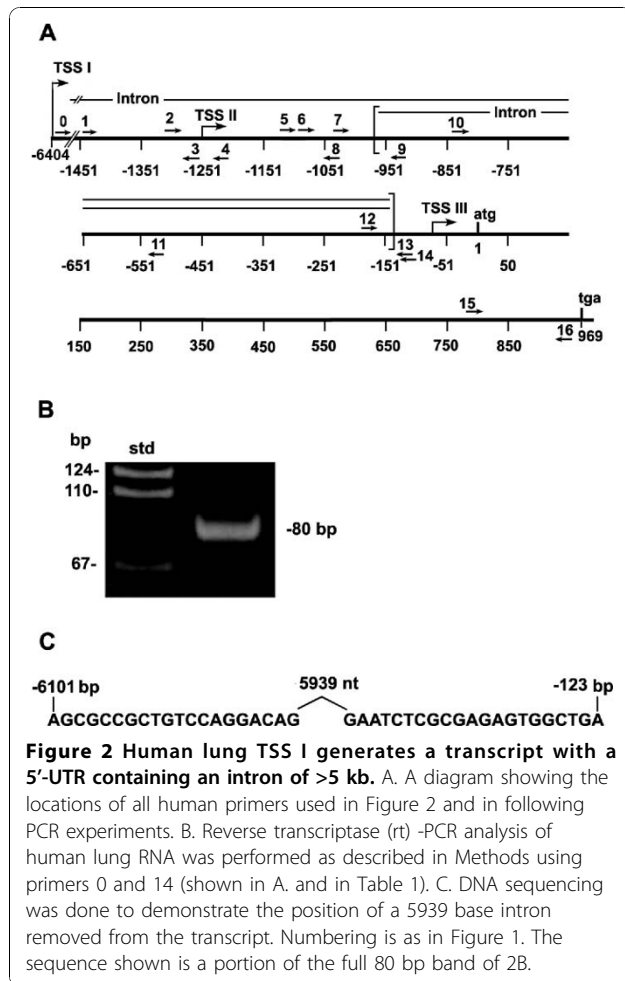 A
TSS I
Intron
0 1 2 TSS II 5 6 7 Intron 10
3 4 8 9
-6404
-1451 -1351 -1251 -1151 -1051 -951 -851 -751
12 TSS III atg
11 13 14 1
-651 -551 -451 -351 -251 -151 -51 50
15 tga
16 969
150 250 350 450 550 650 750 850
B
bp std
124-
110-
-80 bp
67-
C
-6101 bp 5939 nt -123 bp
AGCGCCGCTGTCCAGGACAG GAATCTCGCGAGAGTGGCTGA
Figure 2 Human lung TSS I generates a transcript with a
5′-UTR containing an intron of >5 kb. A. A diagram showing the
locations of all human primers used in Figure 2 and in following
PCR experiments. B. Reverse transcriptase (rt) -PCR analysis of
human lung RNA was performed as described in Methods using
primers 0 and 14 (shown in A. and in Table 1). C. DNA sequencing
was done to demonstrate the position of a 5939 base intron
removed from the transcript. Numbering is as in Figure 1. The
sequence shown is a portion of the full 80 bp band of 2B.